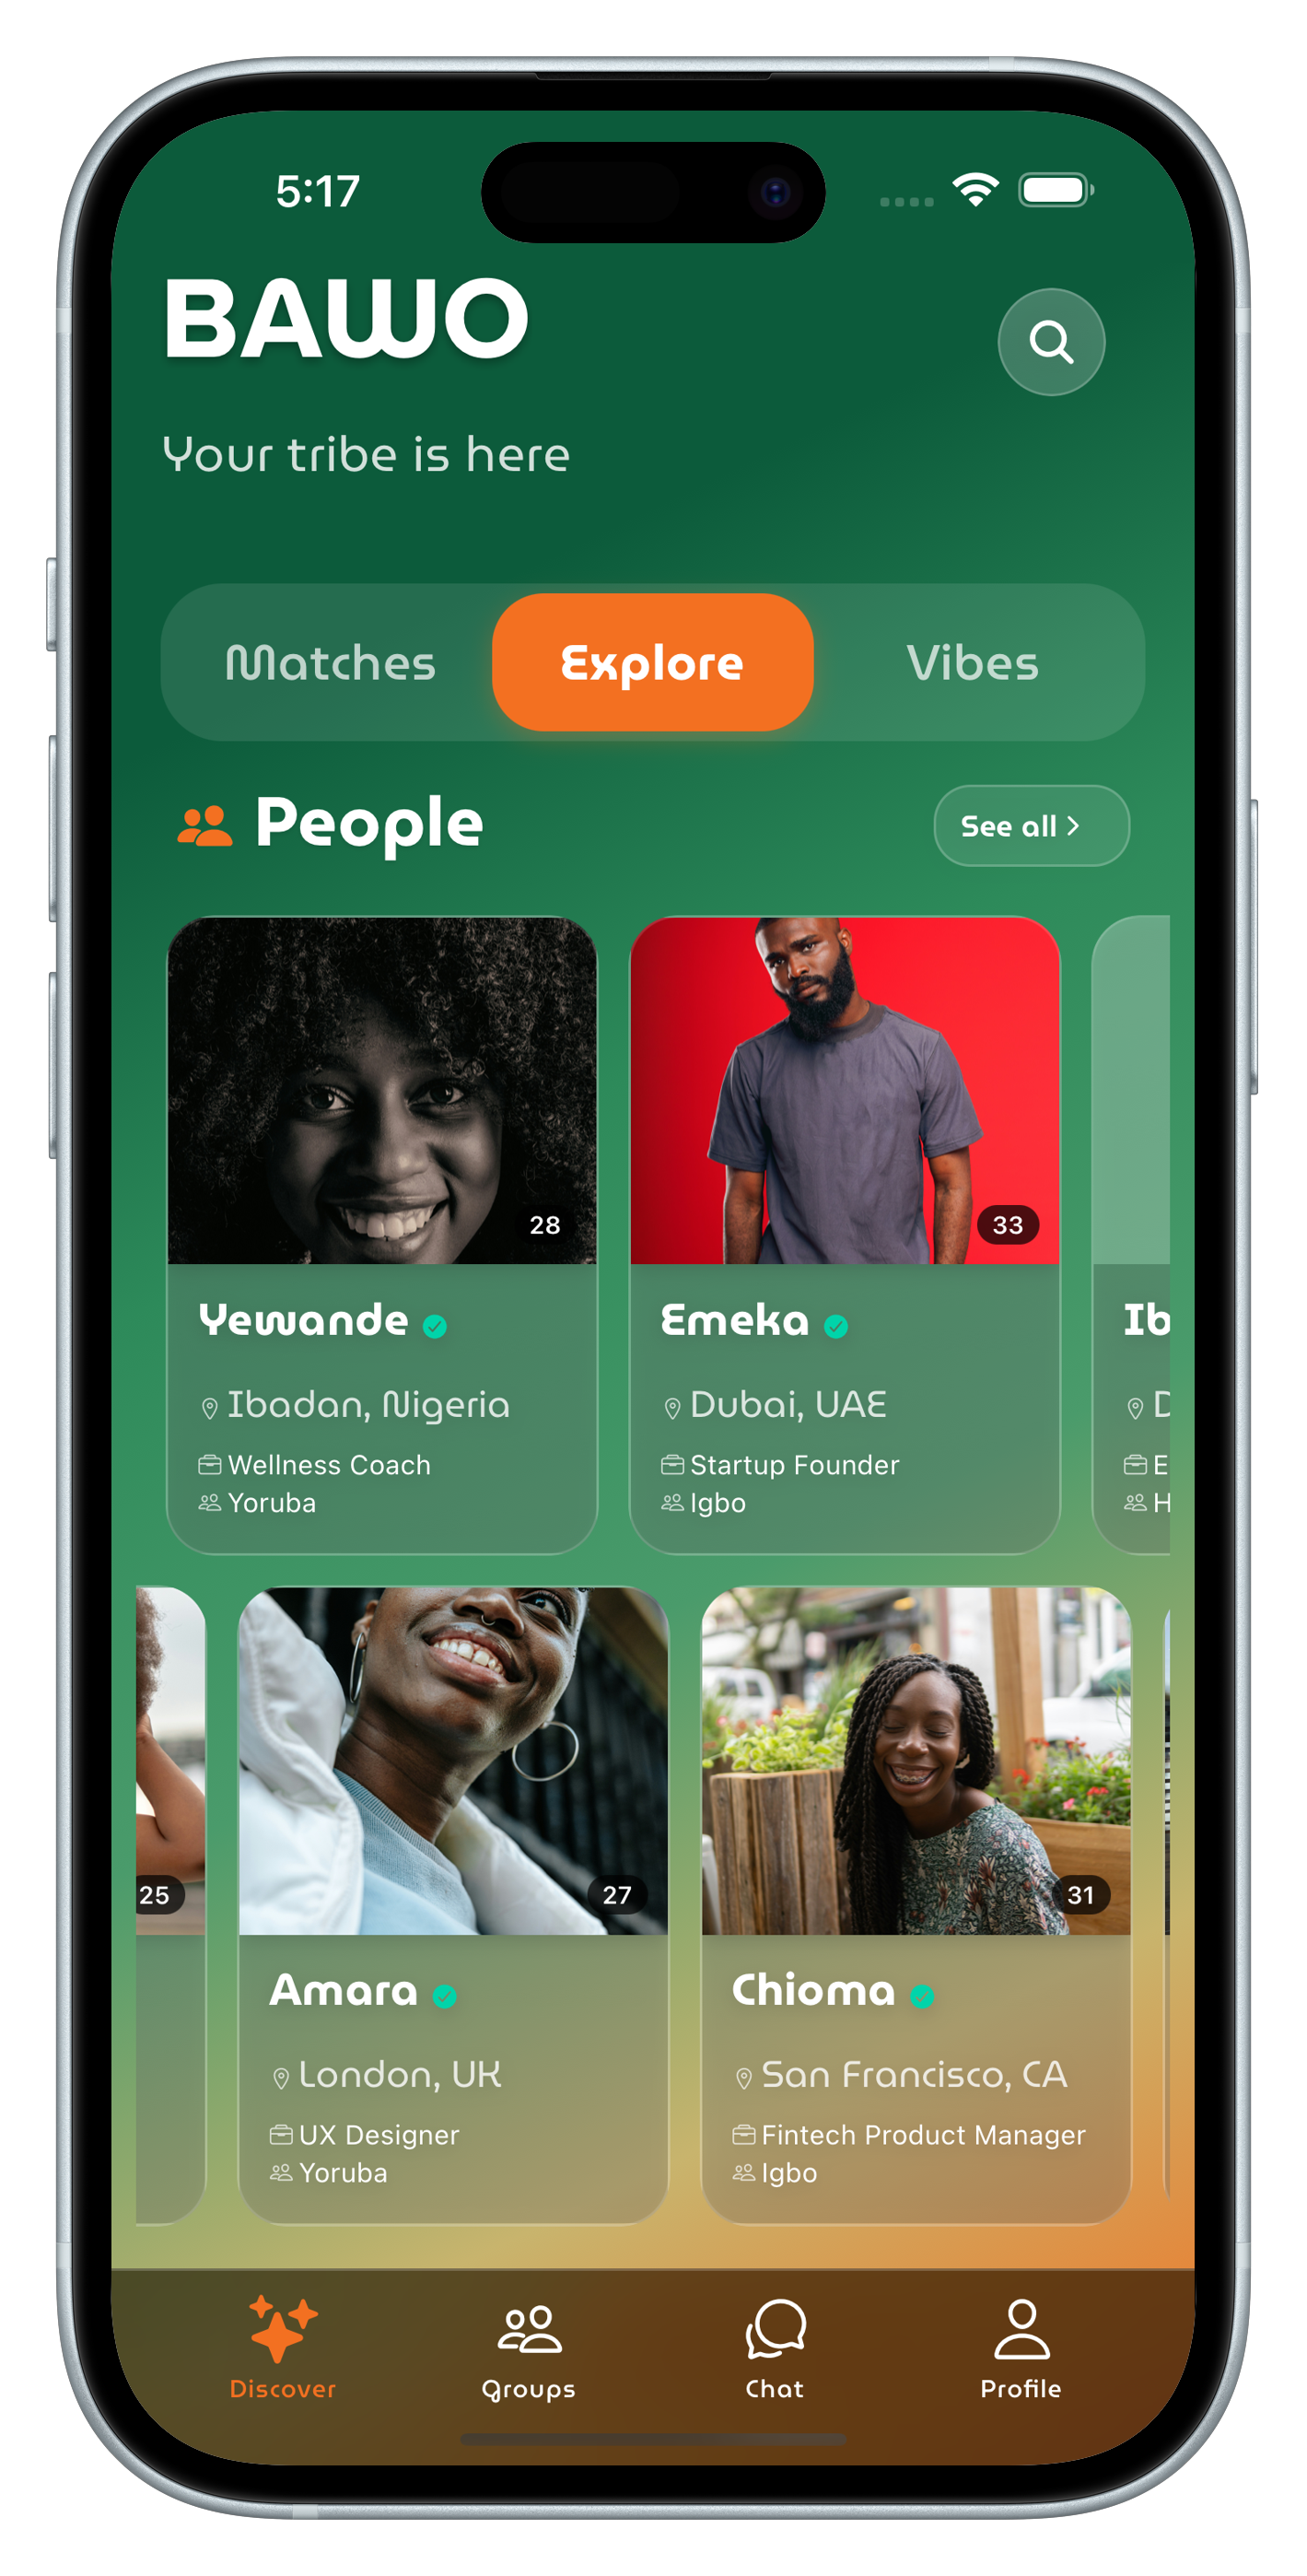 5:17
BAWO
Your tribe is here
Matches Explore Vibes
People
See all >
28
33
Yewande
Emeka
Ib
Ibadan, Nigeria
Dubai, UAE
D
Wellness Coach
Startup Founder
E
Yoruba
Igbo
H
25
27
31
Amara
Chioma
London, UK
San Francisco, CA
UX Designer
Fintech Product Manager
Yoruba
Igbo
Discover Groups Chat Profile